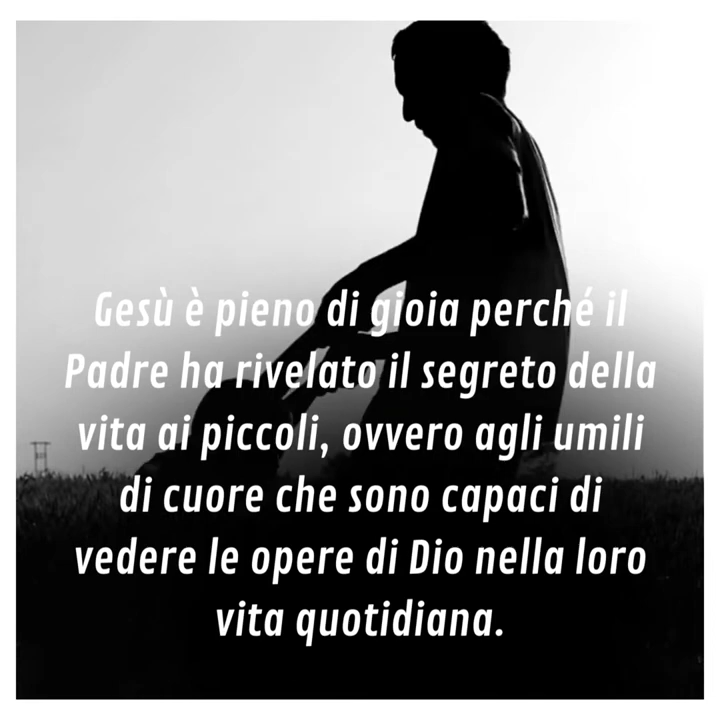 Gesù è pieno di gioia perché il
Padre ha rivelato il segreto della
vita ai piccoli, ovvero agli umili
di cuore che sono capaci di
vedere le opere di Dio nella loro
vita quotidiana.